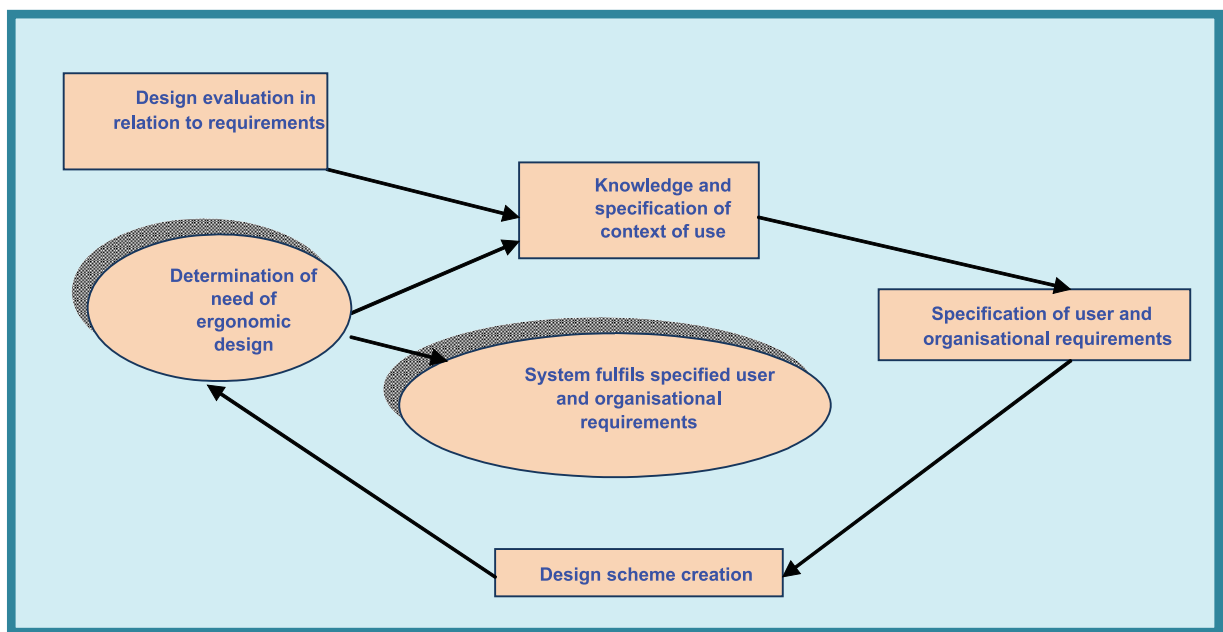 Design evaluation in
relation to requirements
Knowledge and
specification of
context of use
Determination of
need of
ergonomic
design
Specification of user and
organisational requirements
System fulfils specified user
and organisational
requirements
Design scheme creation